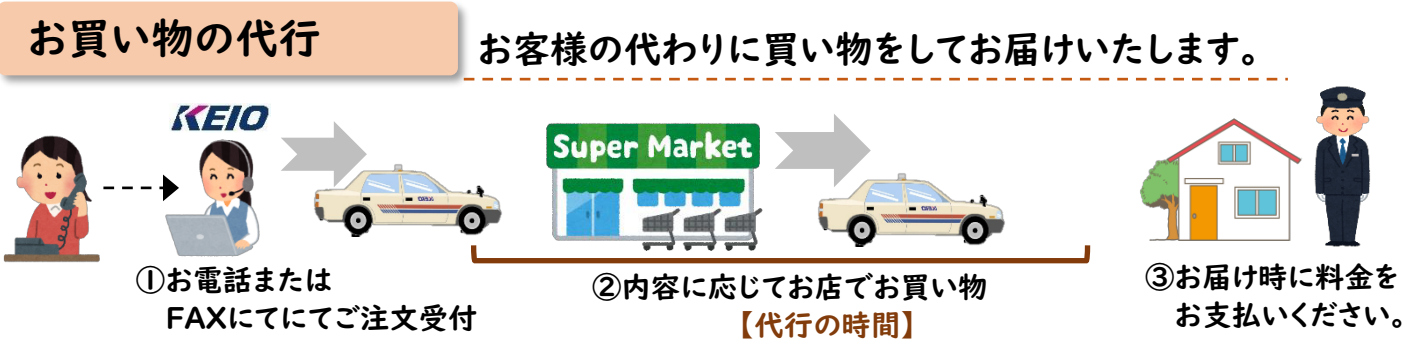 お買い物の代行
お客様の代わりに買い物をしてお届けいたします。
KEIO
Super Market
①お電話または
FAXにてにてご注文受付
②内容に応じてお店でお買い物
【代行の時間】
③お届け時に料金を
お支払いください。